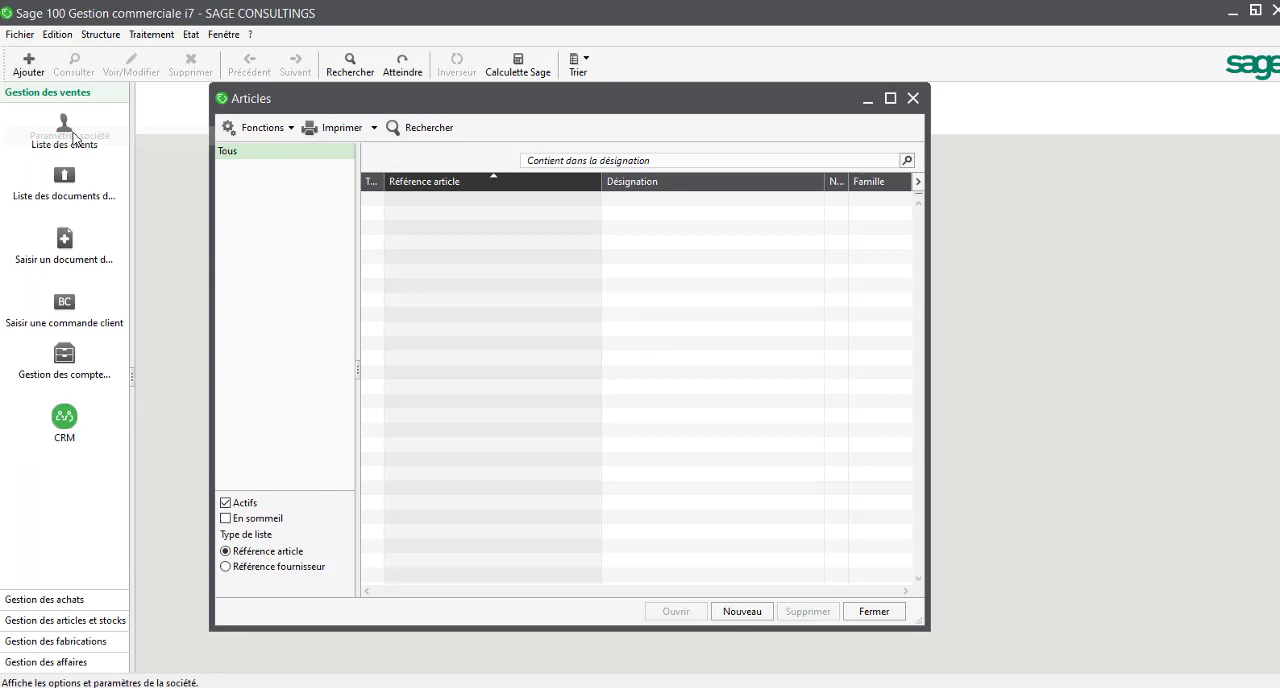 Sage 100 Gestion commerciale i7 - SAGE CONSULTINGS
Fichier Edition Structure Traitement Etat Fenêtre ?
Ajouter Consulter Voir/Modifier Supprimer Précédent Suivant Rechercher Atteindre Inverseur Calculette Sage Trier
sage
Gestion des ventes
Liste des clients
Liste des documents d...
Saisir un document d...
BC
Saisir une commande client
Gestion des compte...
CRM
Gestion des achats
Gestion des articles et stocks
Gestion des fabrications
Gestion des affaires
Articles
Fonctions Imprimer Rechercher
Tous
Contient dans la désignation
T... Référence article Désignation N... Famille
Actifs
En sommeil
Type de liste
Référence article
Référence fournisseur
Ouvrir Nouveau Supprimer Fermer
Affiche les options et paramètres de la société.